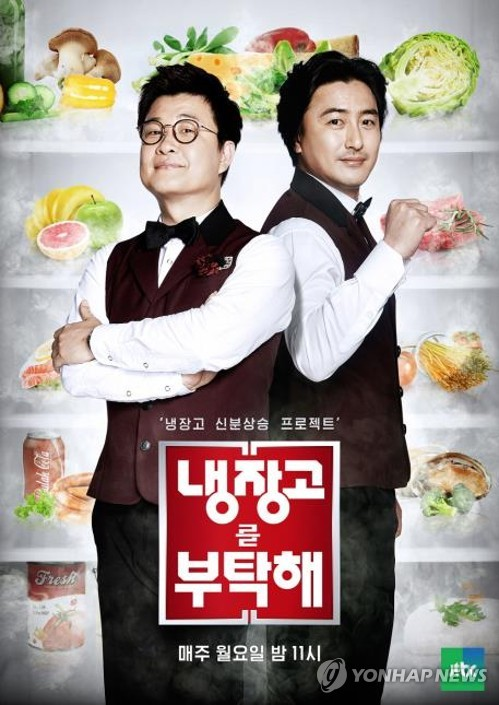 '냉장고 신분상승 프로젝트'
냉장고
를
부탁해
매주 월요일 밤 11시
Fresh
jtbc
YONHAPNEWS